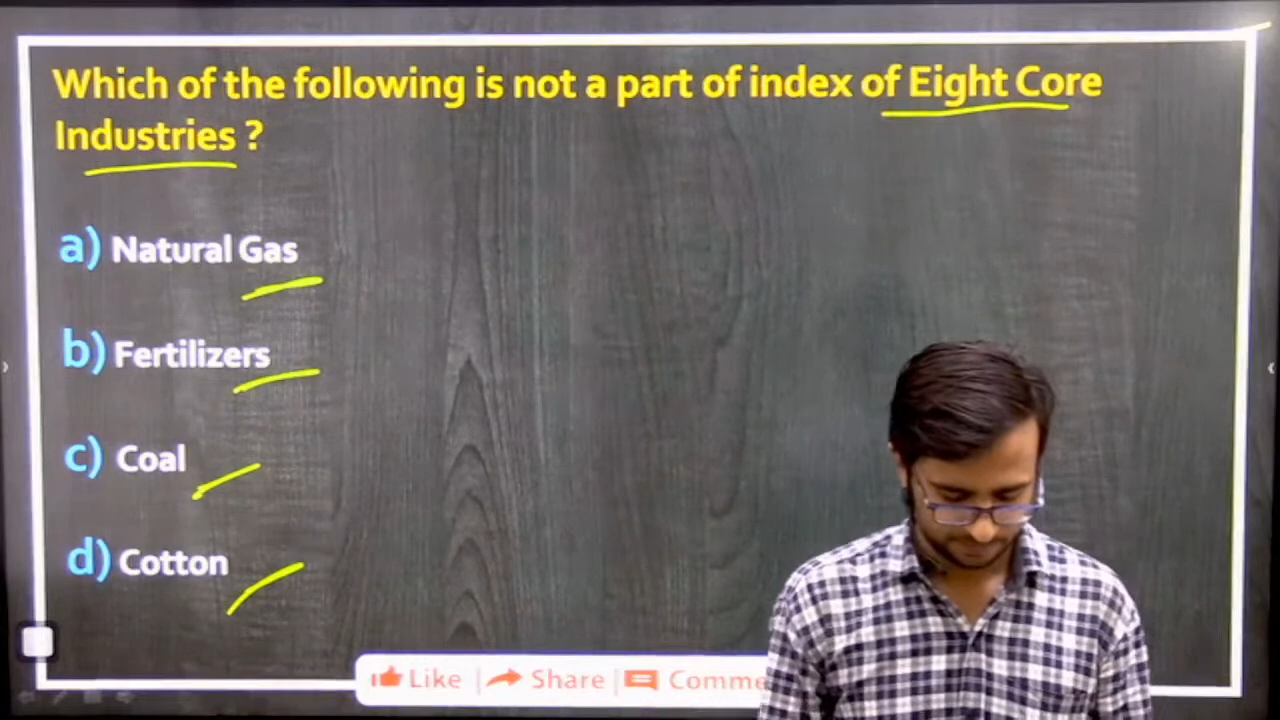 Which of the following is not a part of index of Eight Core
Industries ?
a) Natural Gas
b) Fertilizers
c) Coal
d) Cotton
Like | Share | Comme